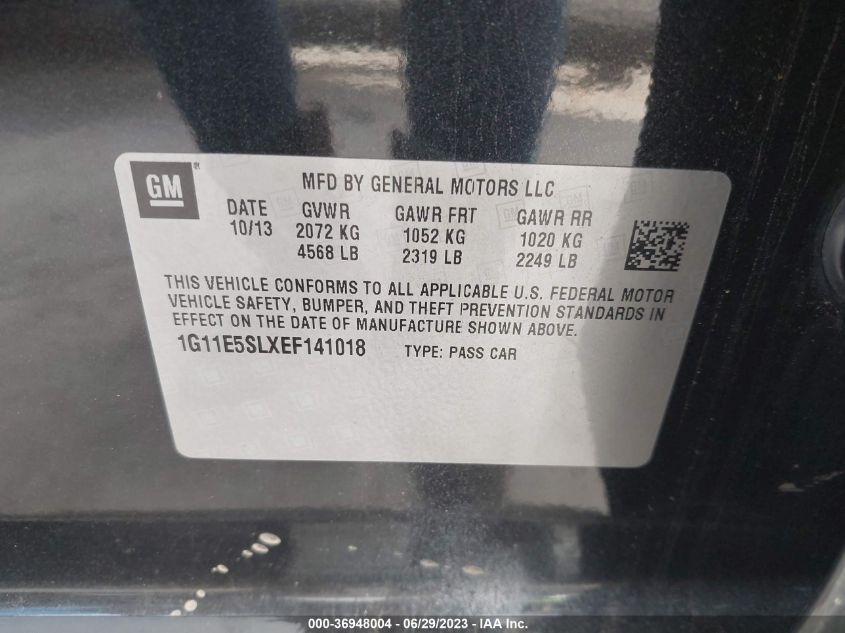 GM
MFD BY GENERAL MOTORS LLC
DATE GVWR GAWR FRT GAWR RR
10/13 2072 KG 1052 KG 1020 KG
4568 LB 2319 LB 2249 LB
THIS VEHICLE CONFORMS TO ALL APPLICABLE U.S. FEDERAL MOTOR
VEHICLE SAFETY, BUMPER, AND THEFT PREVENTION STANDARDS IN
EFFECT ON THE DATE OF MANUFACTURE SHOWN ABOVE.
1G11E5SLXEF141018 TYPE: PASS CAR
000-36948004 - 06/29/2023 - IAA Inc.